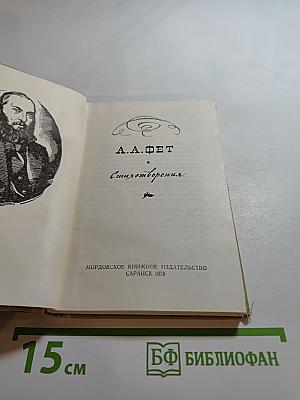 А.А.ФЕТ
Стихотворения
МОРДОВСКОЕ КНИЖНОЕ ИЗДАТЕЛЬСТВО
САРАНСК 1978
15 см
БФ БИБЛИОФАН